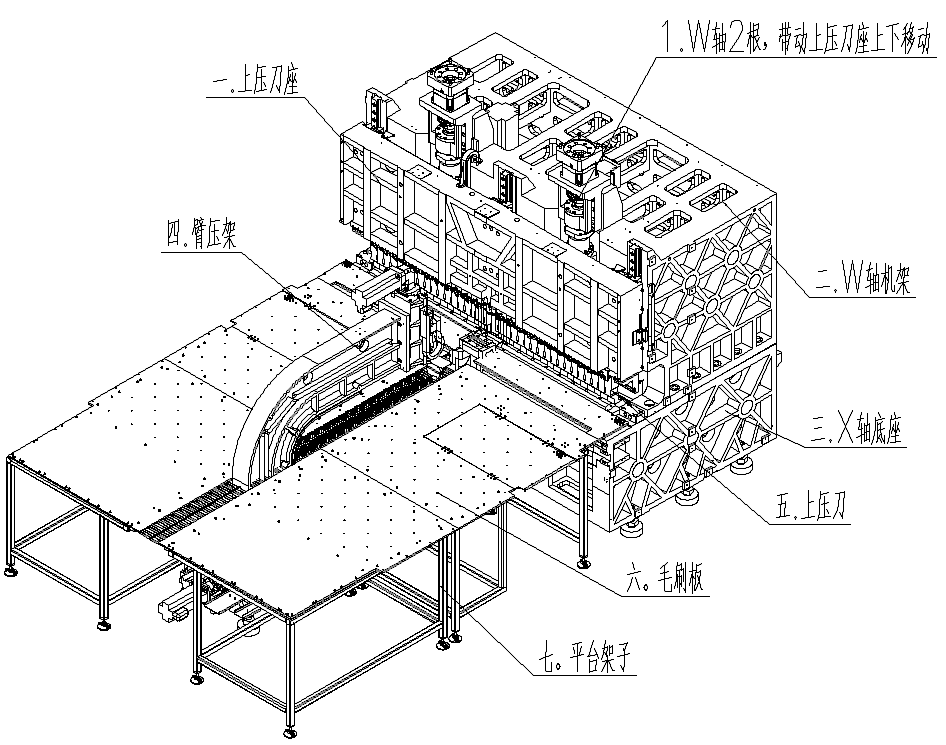 1.W轴2根，带动上压刀座上下移动
一.上压刀座
四.臂压架
二.W轴机架
三.X轴底座
五.上压刀
六。毛刷板
七。平台架子